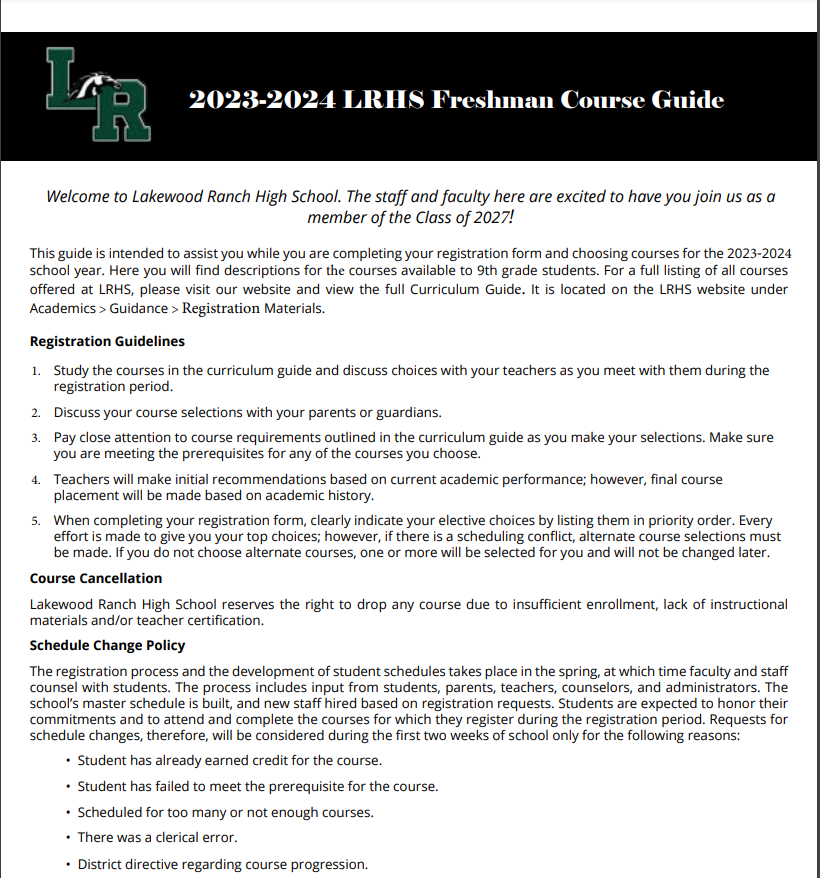 LR
2023-2024 LRHS Freshman Course Guide
Welcome to Lakewood Ranch High School. The staff and faculty here are excited to have you join us as a
member of the Class of 2027!
This guide is intended to assist you while you are completing your registration form and choosing courses for the 2023-2024
school year. Here you will find descriptions for the courses available to 9th grade students. For a full listing of all courses
offered at LRHS, please visit our website and view the full Curriculum Guide. It is located on the LRHS website under
Academics > Guidance > Registration Materials.
Registration Guidelines
1. Study the courses in the curriculum guide and discuss choices with your teachers as you meet with them during the
registration period.
2. Discuss your course selections with your parents or guardians.
3. Pay close attention to course requirements outlined in the curriculum guide as you make your selections. Make sure
you are meeting the prerequisites for any of the courses you choose.
4. Teachers will make initial recommendations based on current academic performance; however, final course
placement will be made based on academic history.
5. When completing your registration form, clearly indicate your elective choices by listing them in priority order. Every
effort is made to give you your top choices; however, if there is a scheduling conflict, alternate course selections must
be made. If you do not choose alternate courses, one or more will be selected for you and will not be changed later.
Course Cancellation
Lakewood Ranch High School reserves the right to drop any course due to insufficient enrollment, lack of instructional
materials and/or teacher certification.
Schedule Change Policy
The registration process and the development of student schedules takes place in the spring, at which time faculty and staff
counsel with students. The process includes input from students, parents, teachers, counselors, and administrators. The
school's master schedule is built, and new staff hired based on registration requests. Students are expected to honor their
commitments and to attend and complete the courses for which they register during the registration period. Requests for
schedule changes, therefore, will be considered during the first two weeks of school only for the following reasons:
• Student has already earned credit for the course.
• Student has failed to meet the prerequisite for the course.
• Scheduled for too many or not enough courses.
• There was a clerical error.
• District directive regarding course progression.